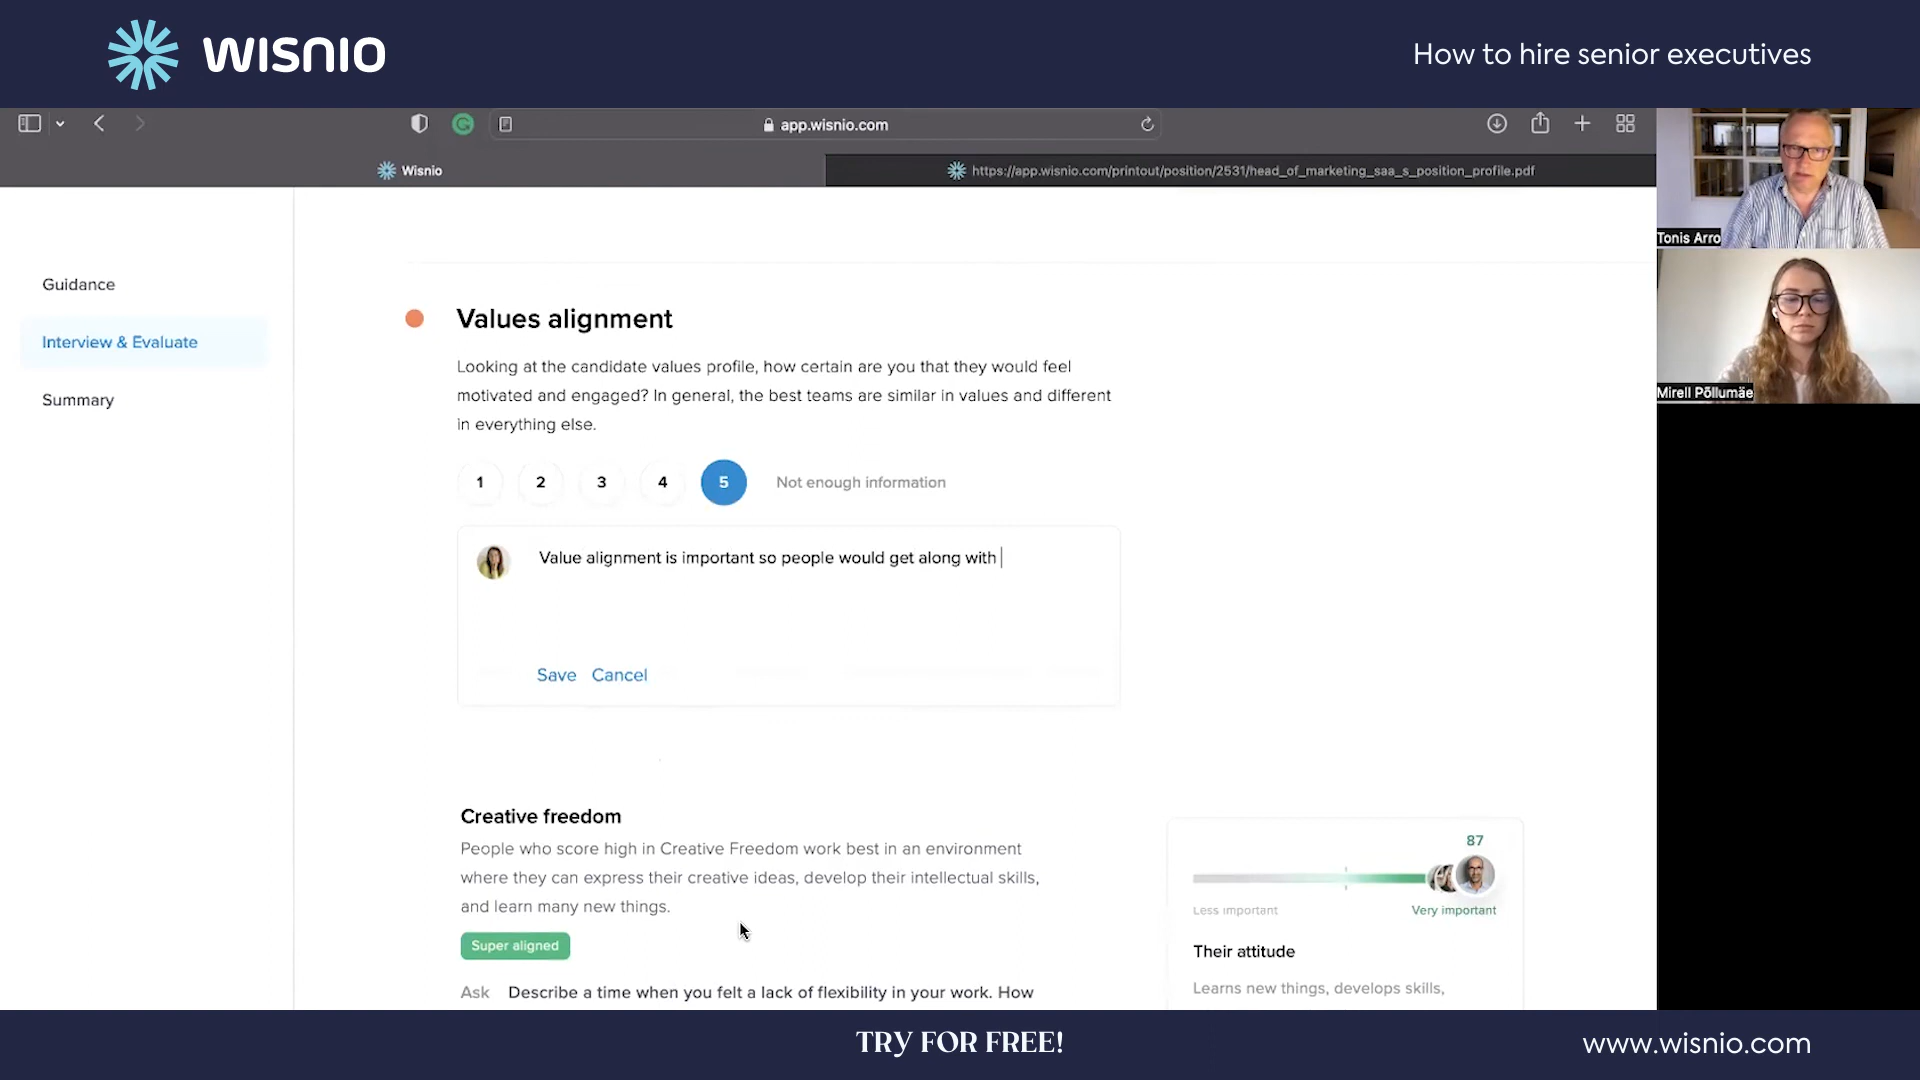 WISNIO
How to hire senior executives
app.wisnio.com
Wisnio
https://app.wisnio.com/printout/position/2531/head_of_marketing_saa_s_position_profile.pdf
Tonis Arro
Mirell Põllumäe
Guidance
Interview & Evaluate
Summary
Values alignment
Looking at the candidate values profile, how certain are you that they would feel
motivated and engaged? In general, the best teams are similar in values and different
in everything else.
1 2 3 4 5 Not enough information
Value alignment is important so people would get along with
Save Cancel
Creative freedom
People who score high in Creative Freedom work best in an environment
where they can express their creative ideas, develop their intellectual skills,
and learn many new things.
Super aligned
Ask Describe a time when you felt a lack of flexibility in your work. How
87
Less important Very important
Their attitude
Learns new things, develops skills,
TRY FOR FREE!
www.wisnio.com